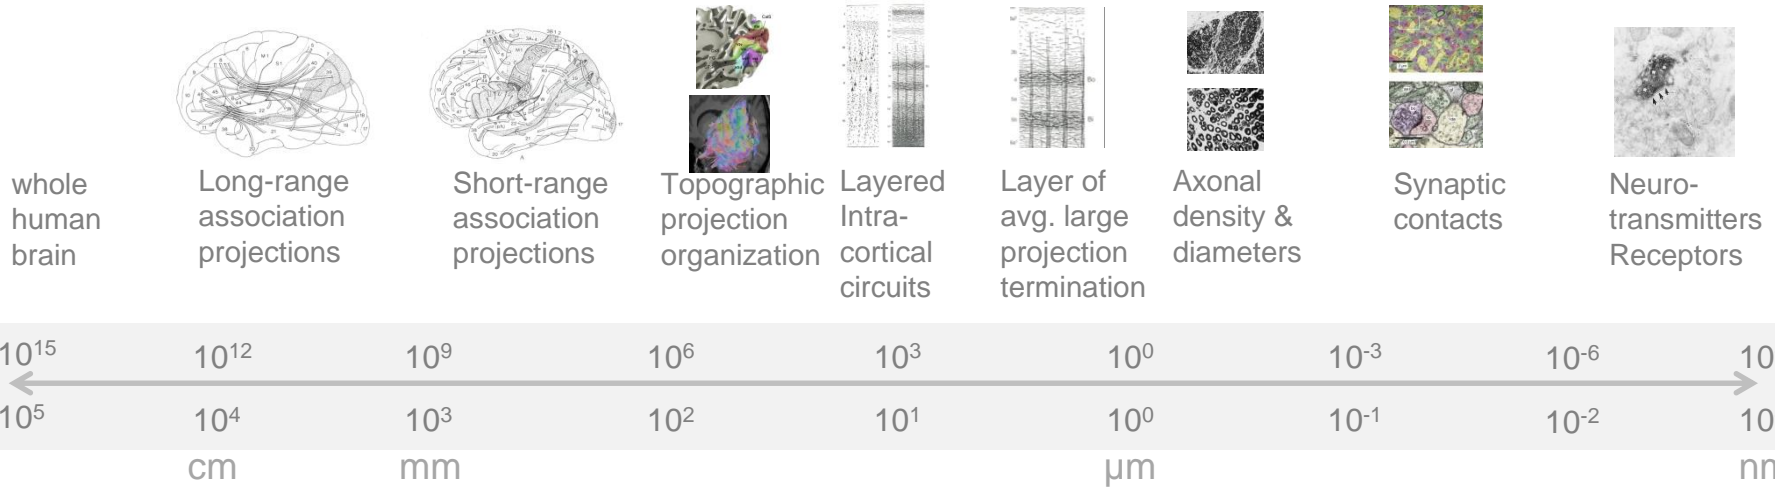 whole
human
brain
Long-range
association
projections
Short-range
association
projections
Topographic
projection
organization
Layered
Intra-
cortical
circuits
Layer of
avg. large
projection
termination
Axonal
density &
diameters
Synaptic
contacts
Neuro-
transmitters
Receptors
10¹⁵ 10¹² 10⁹ 10⁶ 10³ 10⁰ 10⁻³ 10⁻⁶ 10
10⁵ 10⁴ 10³ 10² 10¹ 10⁰ 10⁻¹ 10⁻² 10
cm mm µm